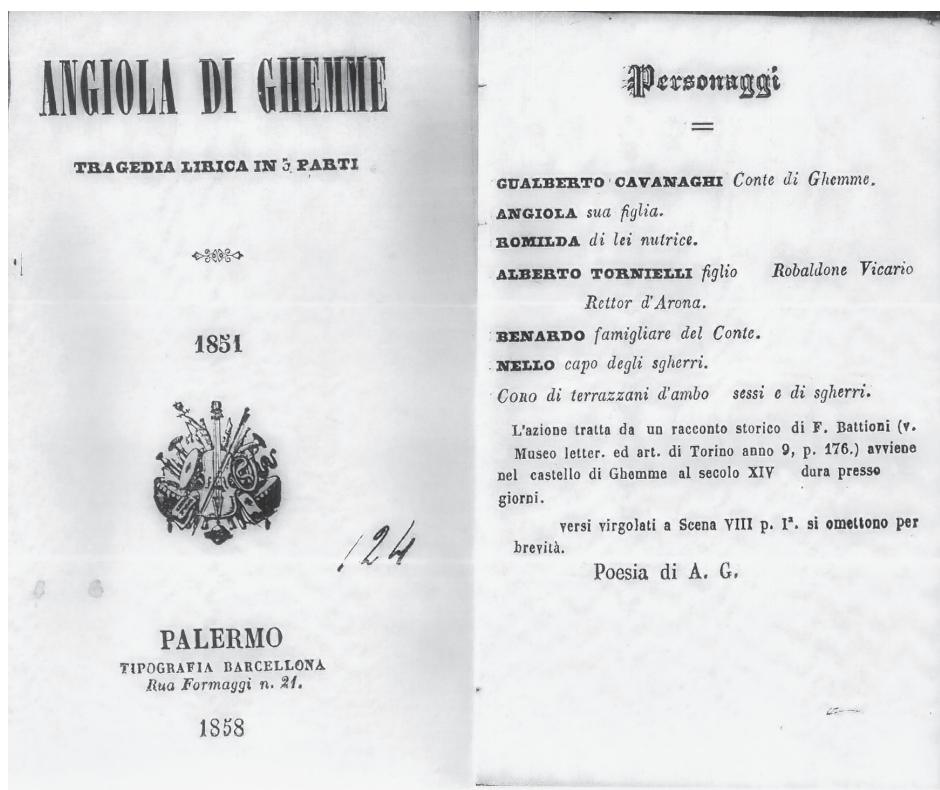 ANGIOLA DI GHEMME
TRAGEDIA LIRICA IN 3 PARTI
1851
124
PALERMO
TIPOGRAFIA BARCELLONA
Rua Formaggi n. 21.
1858
Personaggi
GUALBERTO CAVANAGHI Conte di Ghemme.
ANGIOLA sua figlia.
ROMILDA di lei nutrice.
ALBERTO TORNIELLI figlio Robaldone Vicario
Rettor d'Arona.
BENARDO famigliare del Conte.
NELLO capo degli sgherri.
CORO di terrazzani d'ambo sessi e di sgherri.
L'azione tratta da un racconto storico di F. Battioni (v.
Museo letter. ed art. di Torino anno 9, p. 176.) avviene
nel castello di Ghemme al secolo XIV dura presso
giorni.
versi virgolati a Scena VIII p. Iª. si omettono per
brevità.
Poesia di A. G.